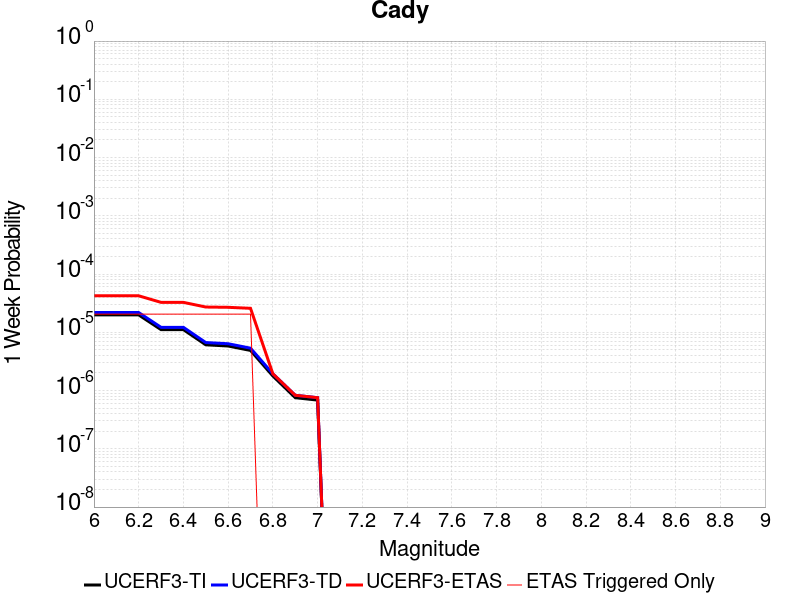 Cady
1 Week Probability
10^0
10^-1
10^-2
10^-3
10^-4
10^-5
10^-6
10^-7
10^-8
6 6.2 6.4 6.6 6.8 7 7.2 7.4 7.6 7.8 8 8.2 8.4 8.6 8.8 9
Magnitude
UCERF3-TI UCERF3-TD UCERF3-ETAS ETAS Triggered Only